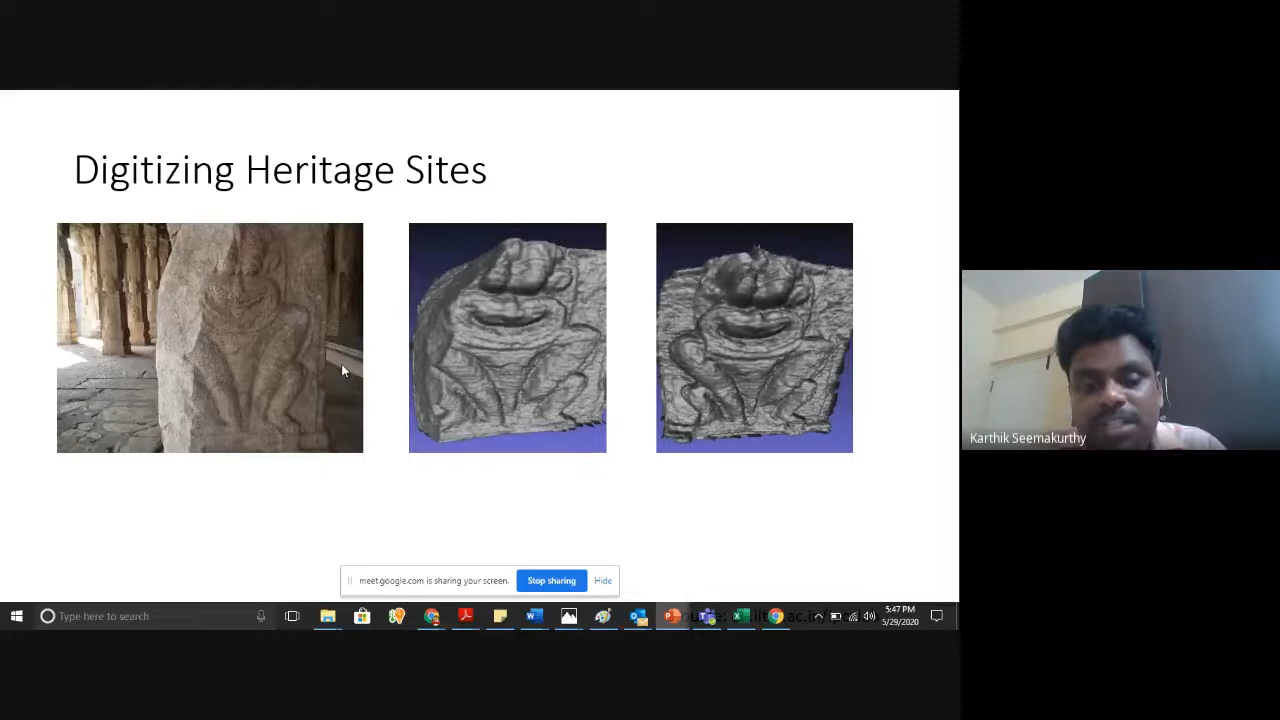 Digitizing Heritage Sites
Karthik Seemakurthy
meet.google.com is sharing your screen.
Stop sharing
Hide
Type here to search
5:47 PM
5/29/2020